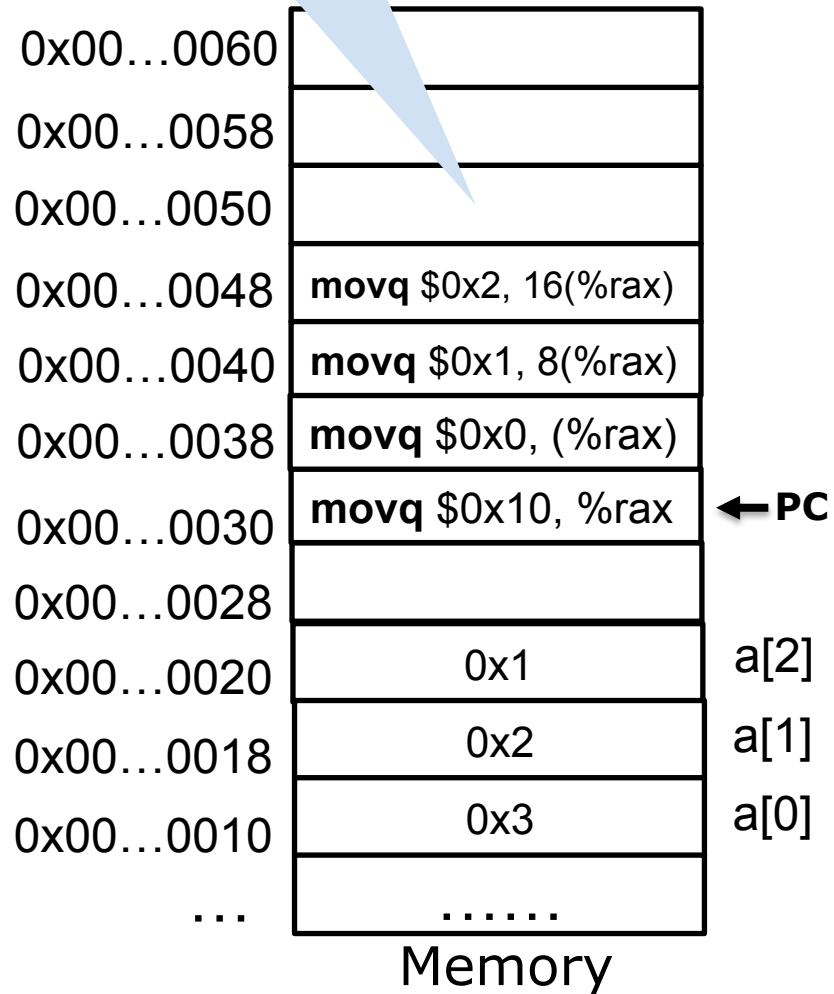 0x00…0060
0x00…0058
0x00…0050
0x00…0048 movq $0x2, 16(%rax)
0x00…0040 movq $0x1, 8(%rax)
0x00…0038 movq $0x0, (%rax)
0x00…0030 movq $0x10, %rax PC
0x00…0028
0x00…0020 0x1 a[2]
0x00…0018 0x2 a[1]
0x00…0010 0x3 a[0]
… ……
Memory